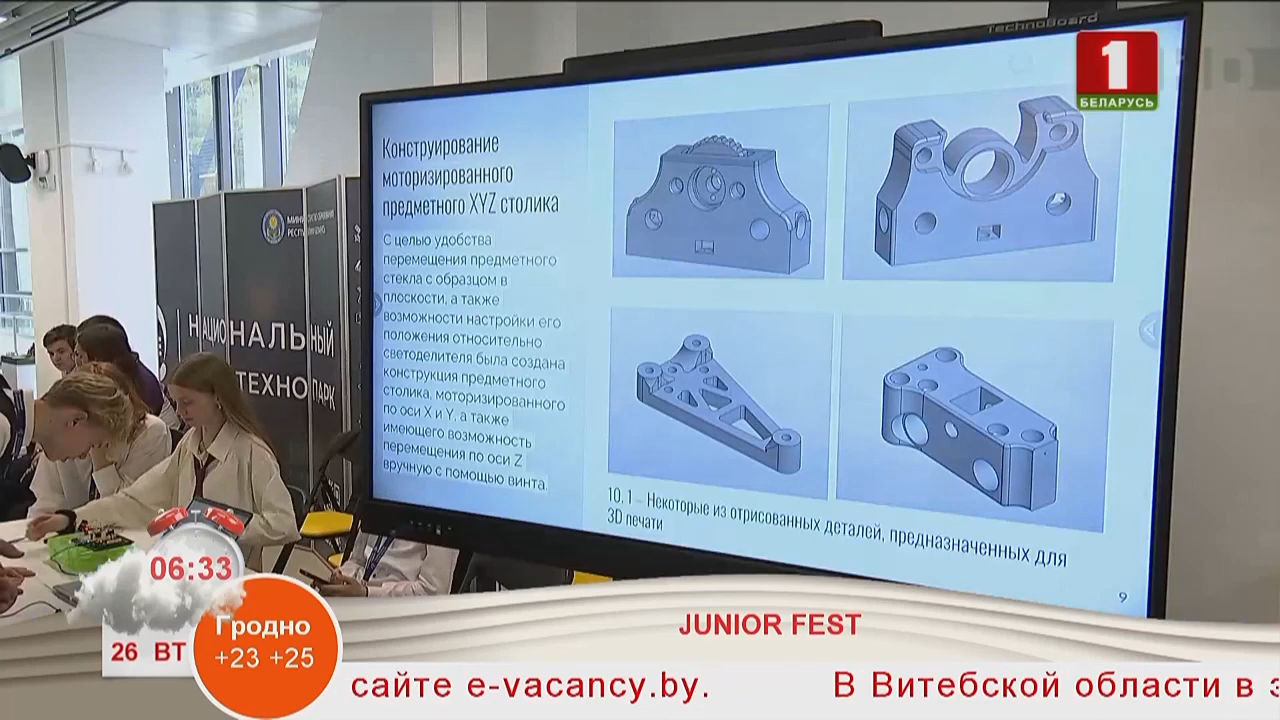 TechnoBoard
1
БЕЛАРУСЬ
Конструирование
моторизированного
предметного XYZ столика
С целью удобства
перемещения предметного
стекла с образцом в
плоскости, а также
возможности настройки его
положения относительно
светоделителя была создана
конструкция предметного
столика, моторизированного
по оси X и Y, а также
имеющего возможность
перемещения по оси Z
вручную с помощью винта.
10. 1 – Некоторые из отрисованных деталей, предназначенных для
3D печати
9
НАЦИОНАЛЬНЫЙ
ТЕХНОПАРК
06:33
26 ВТ
Гродно
+23 +25
JUNIOR FEST
сайте e-vacancy.by. В Витебской области в